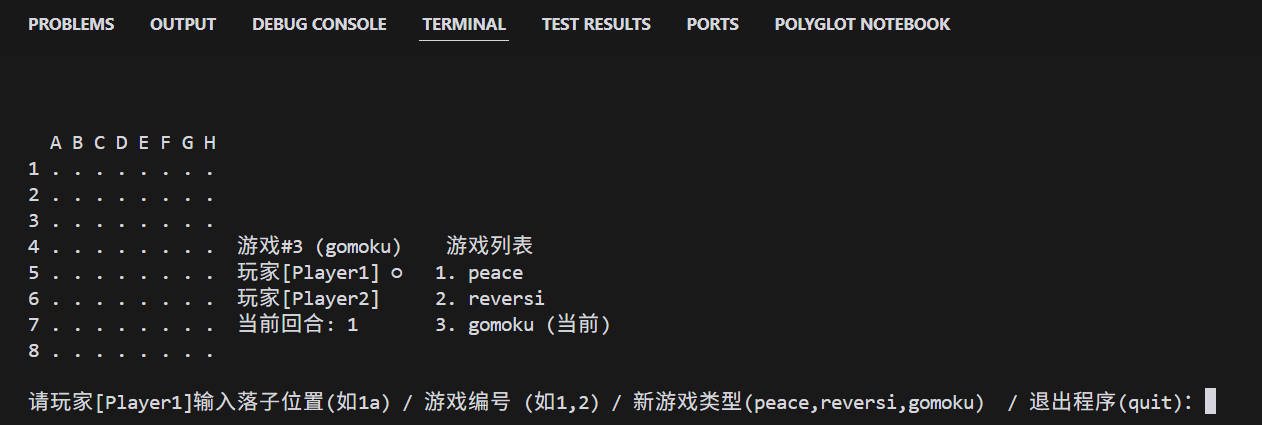 PROBLEMS OUTPUT DEBUG CONSOLE TERMINAL TEST RESULTS PORTS POLYGLOT NOTEBOOK
  A B C D E F G H
1 . . . . . . . .
2 . . . . . . . .
3 . . . . . . . .
4 . . . . . . . .  游戏#3 (gomoku)    游戏列表
5 . . . . . . . .  玩家[Player1] ○   1. peace
6 . . . . . . . .  玩家[Player2]     2. reversi
7 . . . . . . . .  当前回合: 1       3. gomoku (当前)
8 . . . . . . . .
请玩家[Player1]输入落子位置(如1a) / 游戏编号 (如1,2) / 新游戏类型(peace,reversi,gomoku)  / 退出程序(quit):